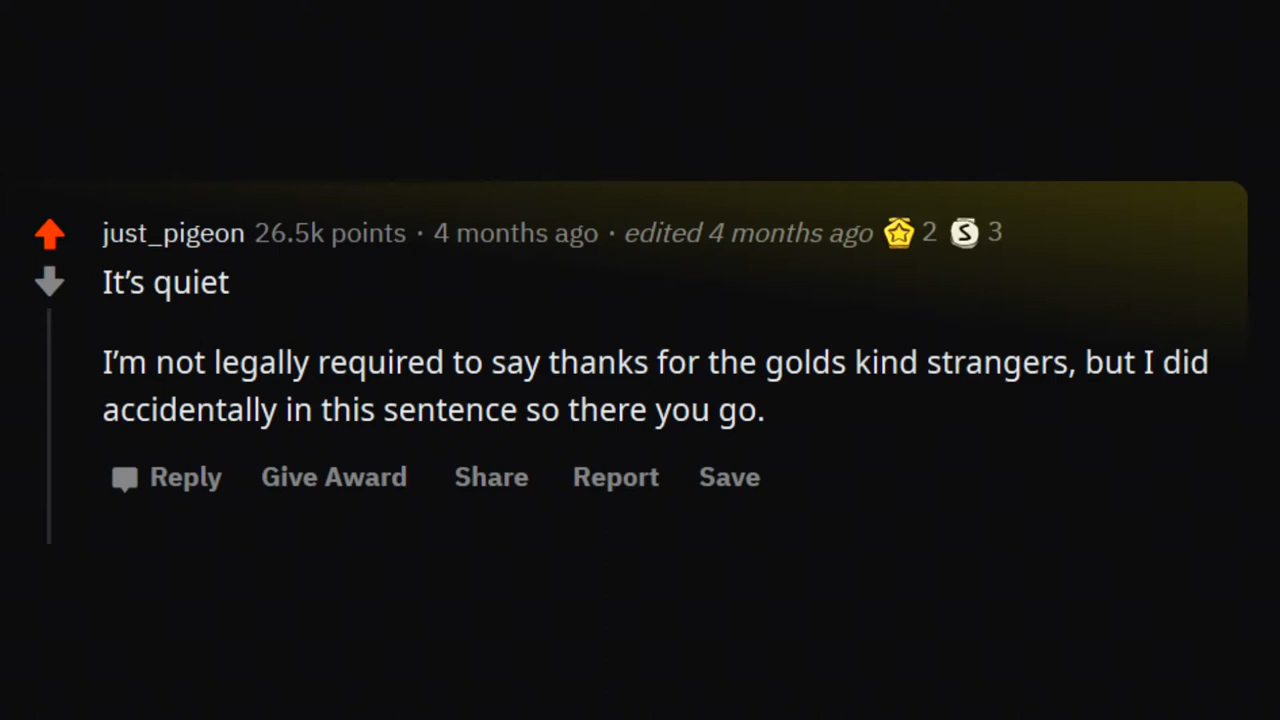 just_pigeon 26.5k points · 4 months ago · edited 4 months ago 2 S 3
It’s quiet
I’m not legally required to say thanks for the golds kind strangers, but I did
accidentally in this sentence so there you go.
Reply Give Award Share Report Save